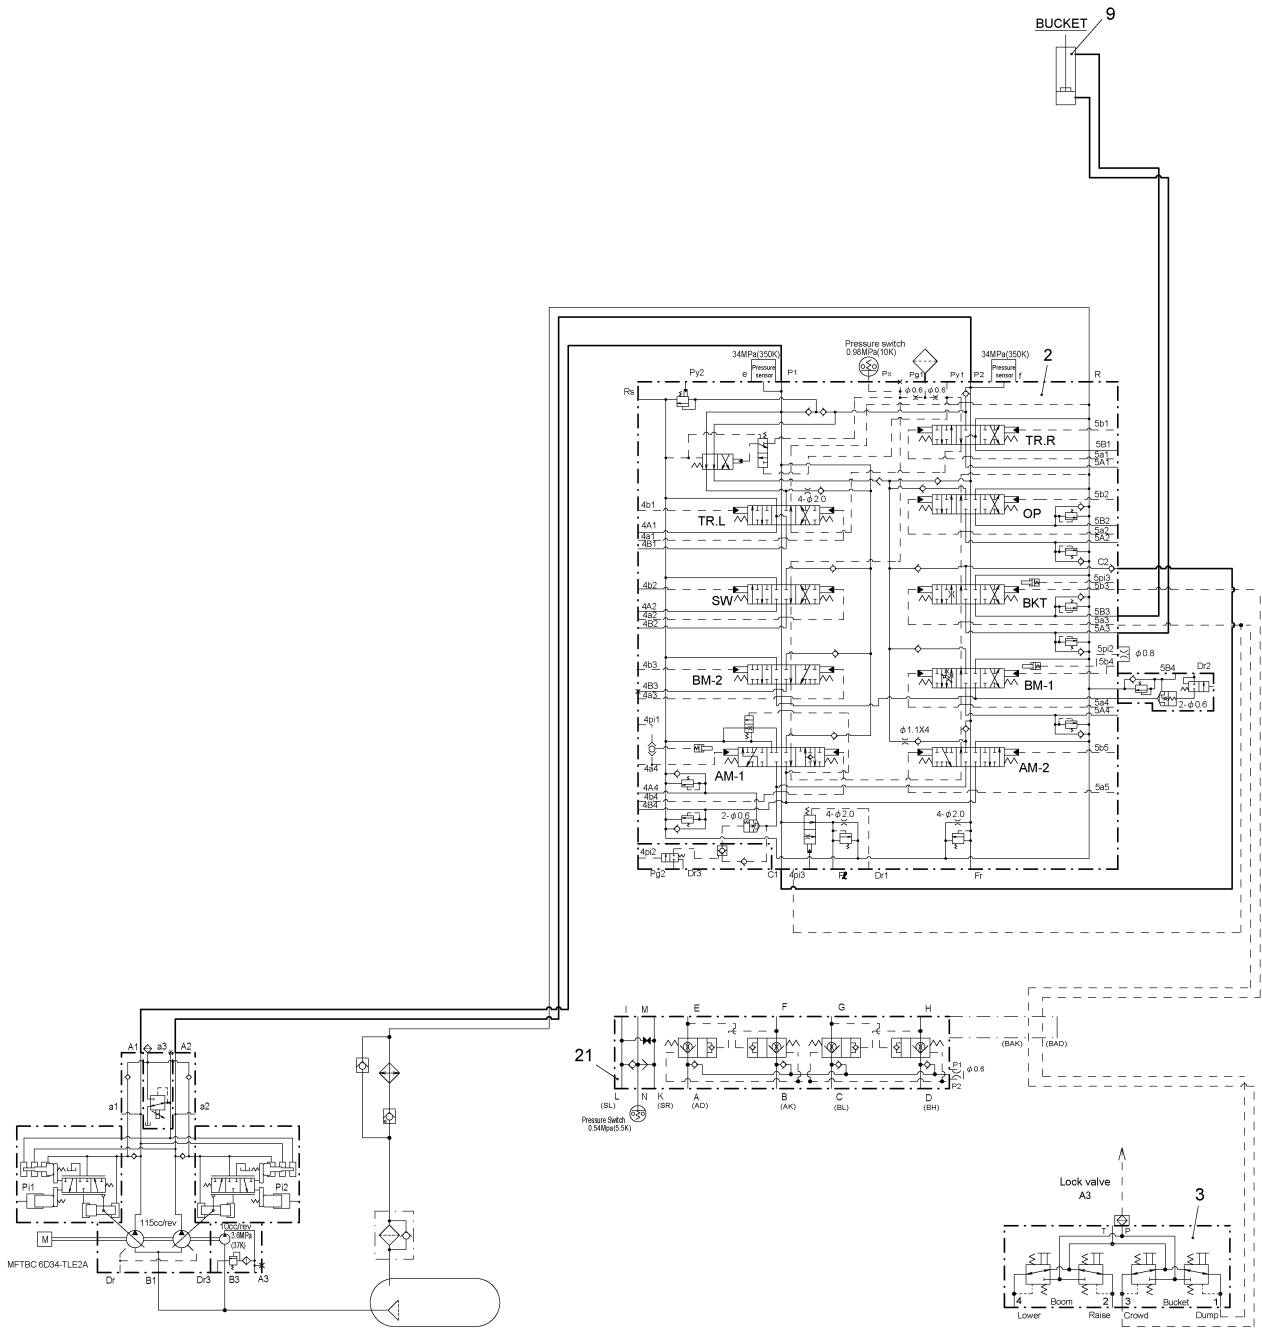 9
BUCKET
Pressure switch
0.98MPa(10K)
34MPa(350K)
34MPa(350K)
2
Pressure
sensor
Pressure
sensor
Py2
e
P1
Px
Pg1
Py1
P2
f
R
Rs
φ0.6
φ0.6
5b1
TR.R
5B1
5a1
5A1
4-φ2.0
5b2
4b1
TR.L
OP
4A1
5B2
4a1
5a2
4B1
5A2
C2
5pi3
4b2
5b3
SW
BKT
4A2
5B3
4a2
5a3
4B2
5A3
5pi2
φ0.8
4b3
5b4
5B4
Dr2
BM-2
BM-1
4B3
4a3
5a4
2-φ0.6
5A4
4pi1
φ1.1X4
5b5
4a4
AM-1
AM-2
4A4
5a5
4b4
4B4
2-φ0.6
4-φ2.0
4-φ2.0
4pi2
Pg2
Dr3
C1
4pi3
Dr1
Fr
I
M
E
F
G
H
21
(BAK)
(BAD)
P1
φ0.6
P2
L
N
K
A
B
C
D
(SL)
(SR)
(AD)
(AK)
(BL)
(BH)
Pressure Switch
0.54Mpa(5.5K)
A1
a3
A2
a1
a2
Pi1
Pi2
115cc/rev
10cc/rev
3.6MPa
(37K)
M
MFTBC 6D34-TLE2A
Dr
B1
Dr3
B3
A3
Lock valve
A3
3
T
P
4
Boom
2
3
Bucket
1
Lower
Raise
Crowd
Dump